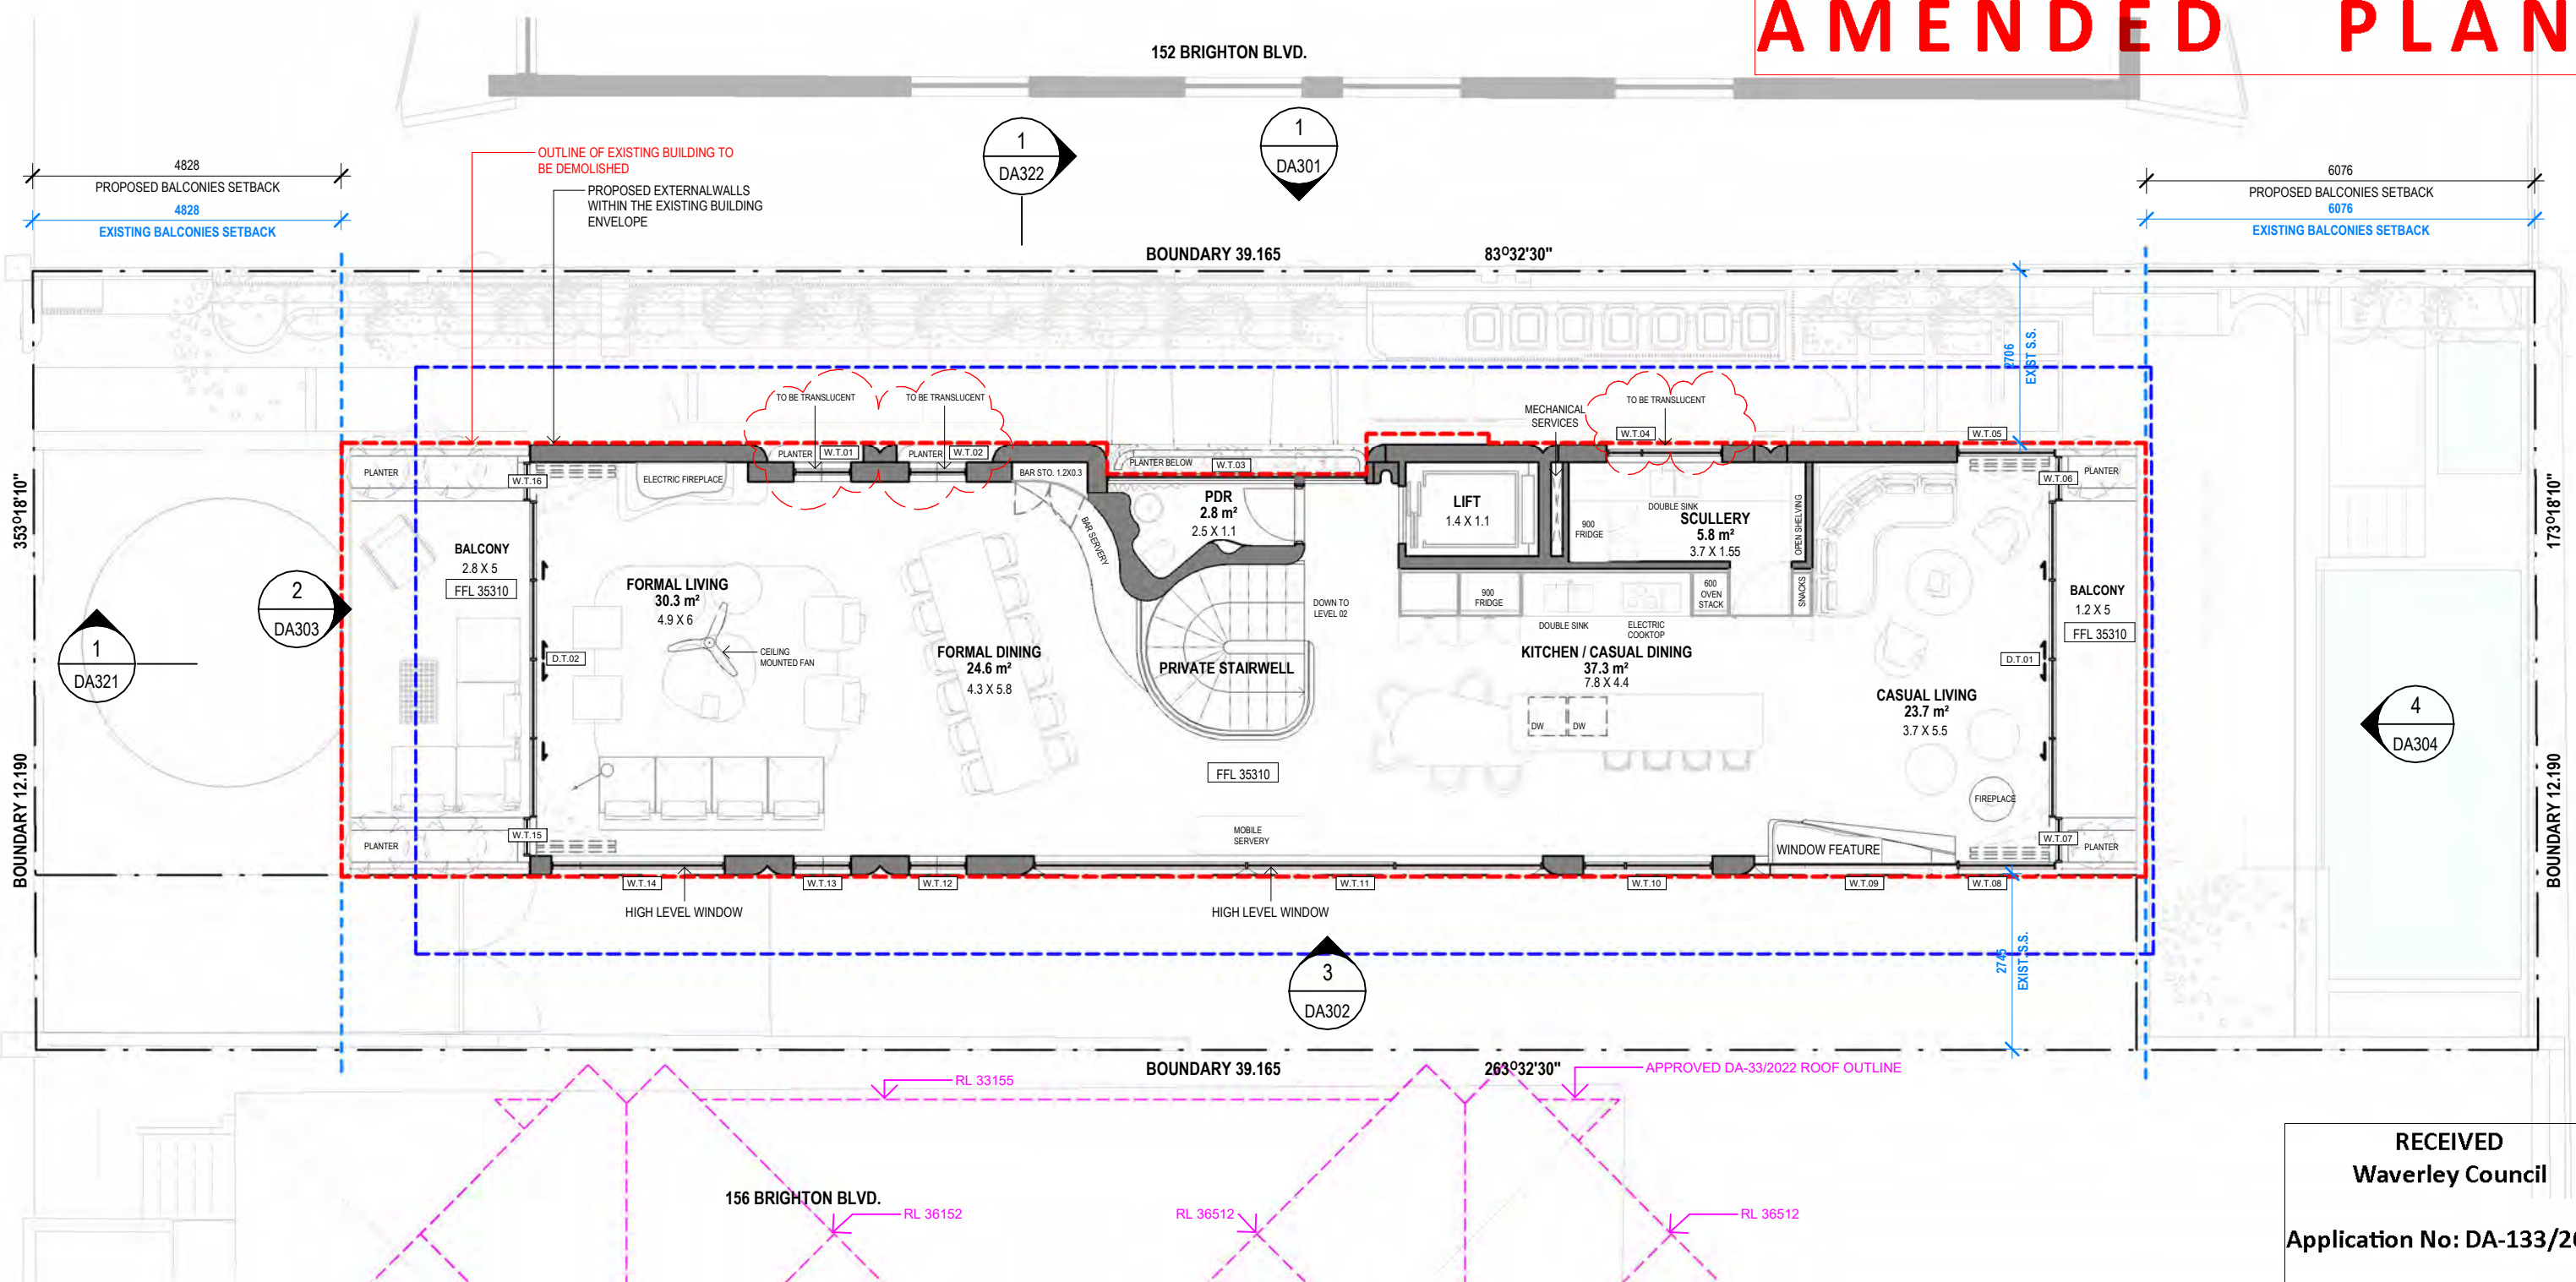 AMENDED PLAN
152 BRIGHTON BLVD.
1
DA322
1
DA301
OUTLINE OF EXISTING BUILDING TO
BE DEMOLISHED
PROPOSED EXTERNALWALLS
WITHIN THE EXISTING BUILDING
ENVELOPE
4828
PROPOSED BALCONIES SETBACK
4828
EXISTING BALCONIES SETBACK
6076
PROPOSED BALCONIES SETBACK
6076
EXISTING BALCONIES SETBACK
BOUNDARY 39.165
83°32'30"
2706
EXIST S.S.
TO BE TRANSLUCENT
TO BE TRANSLUCENT
TO BE TRANSLUCENT
MECHANICAL
SERVICES
W.T.04
W.T.05
PLANTER
W.T.01
PLANTER
W.T.02
PLANTER BELOW
W.T.03
PLANTER
W.T.16
ELECTRIC FIREPLACE
BAR STO. 1.2X0.3
BAR SERVERY
PDR
2.8 m²
2.5 X 1.1
LIFT
1.4 X 1.1
900
FRIDGE
DOUBLE SINK
SCULLERY
5.8 m²
3.7 X 1.55
OPEN SHELVING
W.T.06
PLANTER
353°18'10"
173°18'10"
BALCONY
2.8 X 5
FFL 35310
2
DA303
1
DA321
FORMAL LIVING
30.3 m²
4.9 X 6
CEILING
MOUNTED FAN
D.T.02
FORMAL DINING
24.6 m²
4.3 X 5.8
PRIVATE STAIRWELL
DOWN TO
LEVEL 02
900
FRIDGE
DOUBLE SINK
ELECTRIC
COOKTOP
600
OVEN
STACK
SNACKS
KITCHEN / CASUAL DINING
37.3 m²
7.8 X 4.4
DW
DW
CASUAL LIVING
23.7 m²
3.7 X 5.5
D.T.01
BALCONY
1.2 X 5
FFL 35310
4
DA304
FFL 35310
FIREPLACE
MOBILE
SERVERY
WINDOW FEATURE
W.T.07
PLANTER
W.T.15
PLANTER
BOUNDARY 12.190
BOUNDARY 12.190
W.T.14
W.T.13
W.T.12
W.T.11
W.T.10
W.T.09
W.T.08
HIGH LEVEL WINDOW
HIGH LEVEL WINDOW
3
DA302
2745
EXIST.S.S.
BOUNDARY 39.165
263°32'30"
RL 33155
APPROVED DA-33/2022 ROOF OUTLINE
156 BRIGHTON BLVD.
RL 36152
RL 36512
RL 36512
RECEIVED
Waverley Council
Application No: DA-133/20